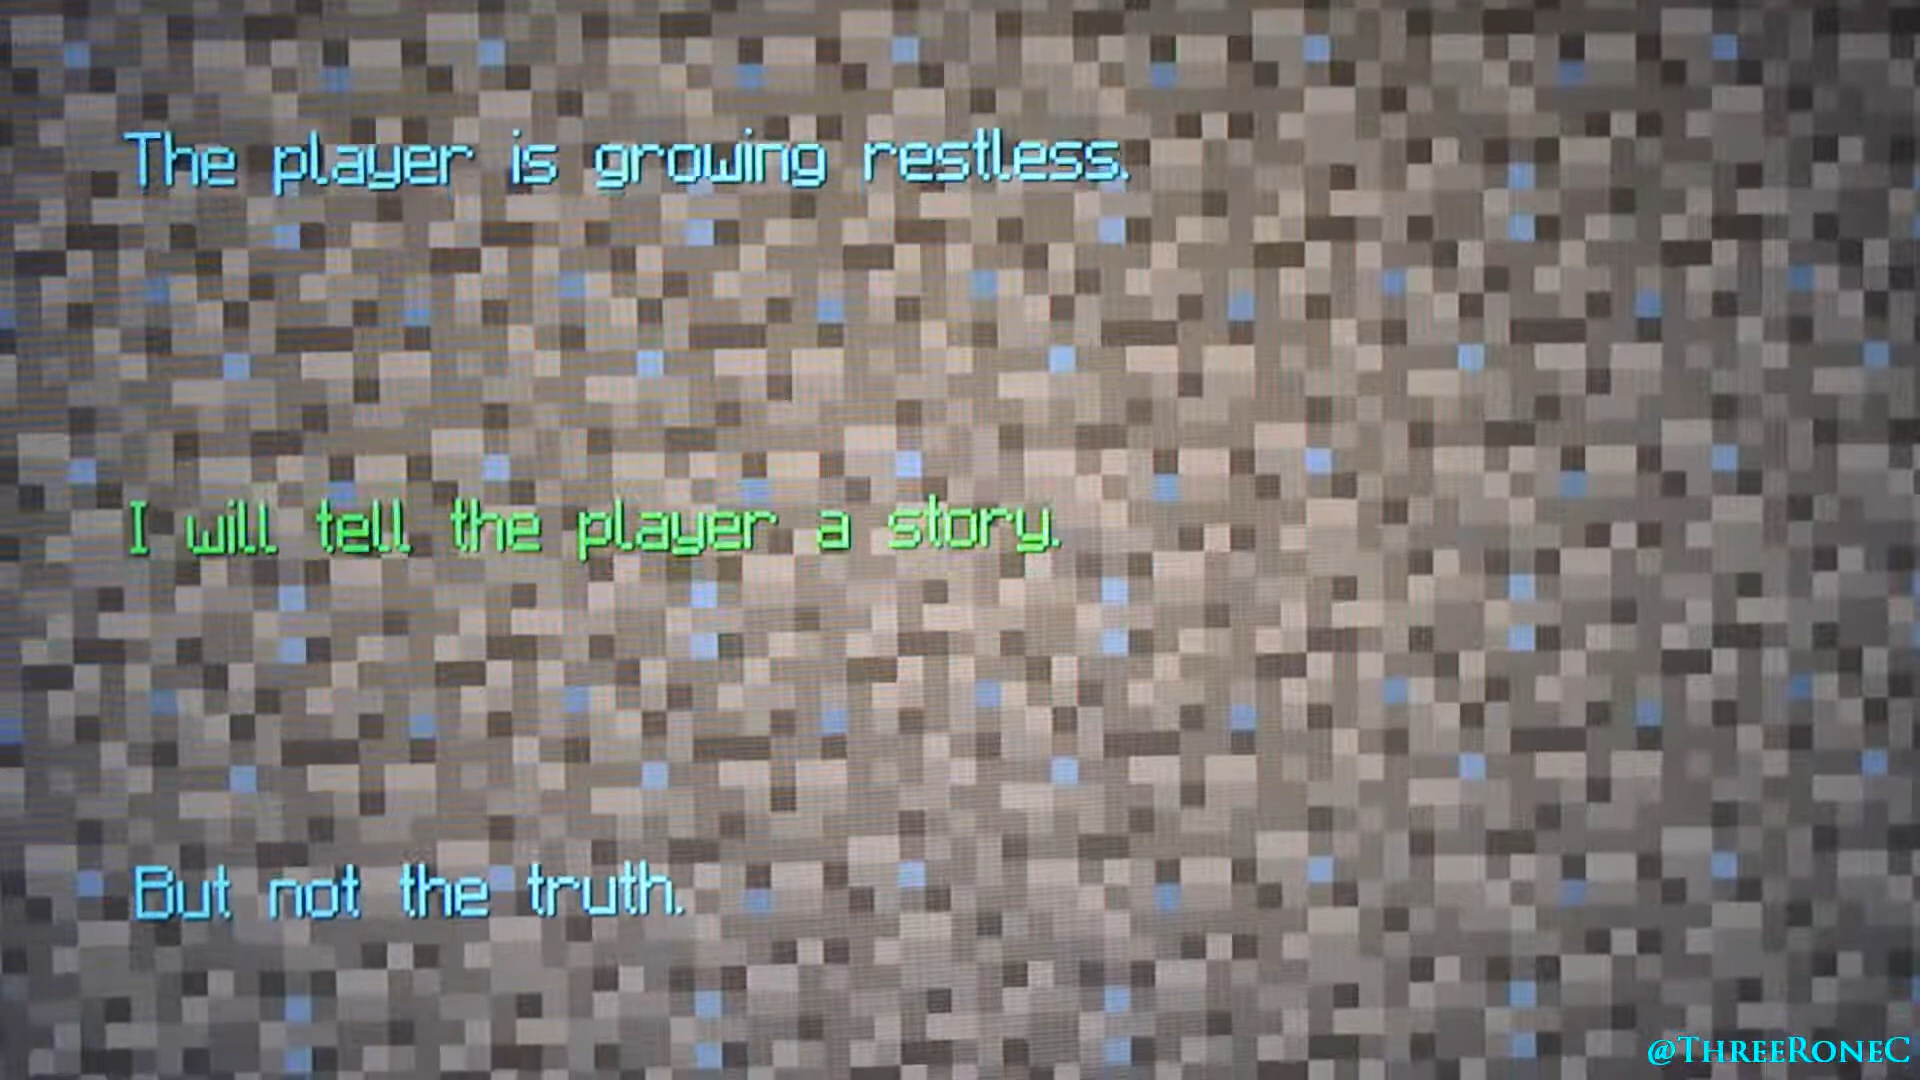 The player is growing restless.
I will tell the player a story.
But not the truth.
@ThreeRoneC